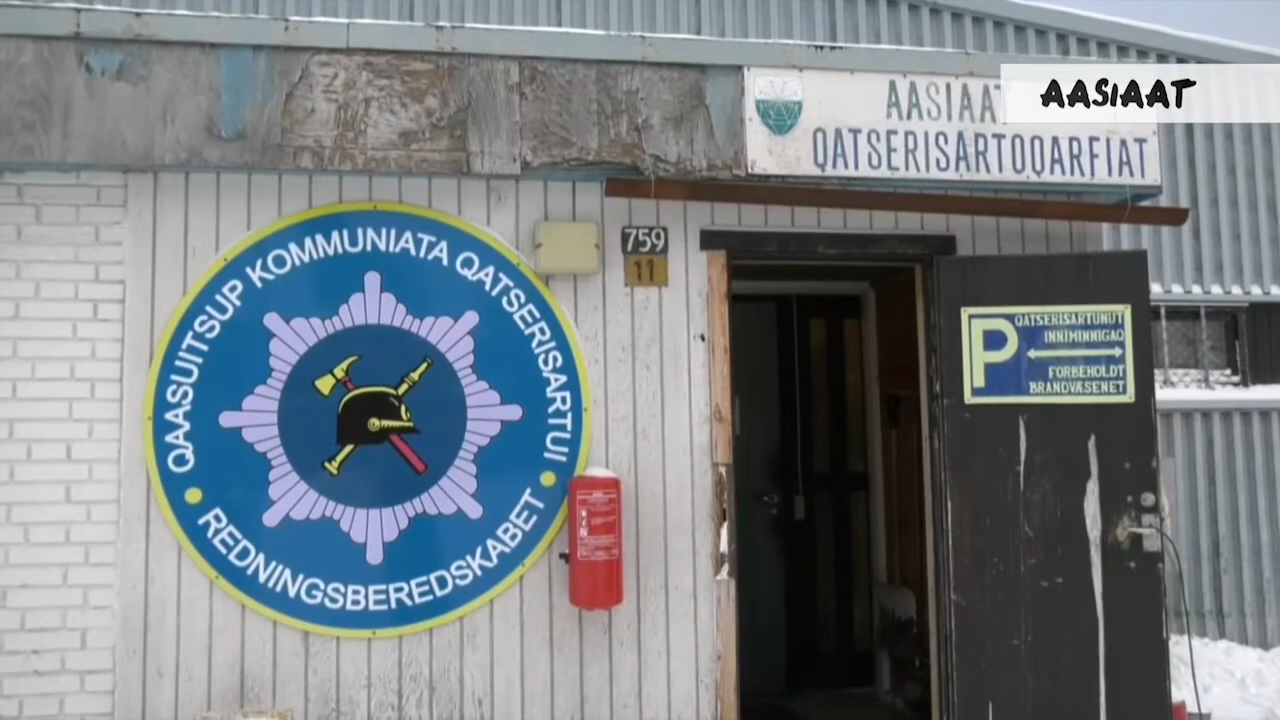 AASIAAT
AASIAAT
QATSERISARTOQARFIAT
759
11
QAASUITSUP KOMMUNIATA QATSERISARTUI
REDNINGSBEREDSKABET
P
QATSERISARTUNUT
INNIMINNIGAQ
FORBEHOLDT
BRANDVÆSENET